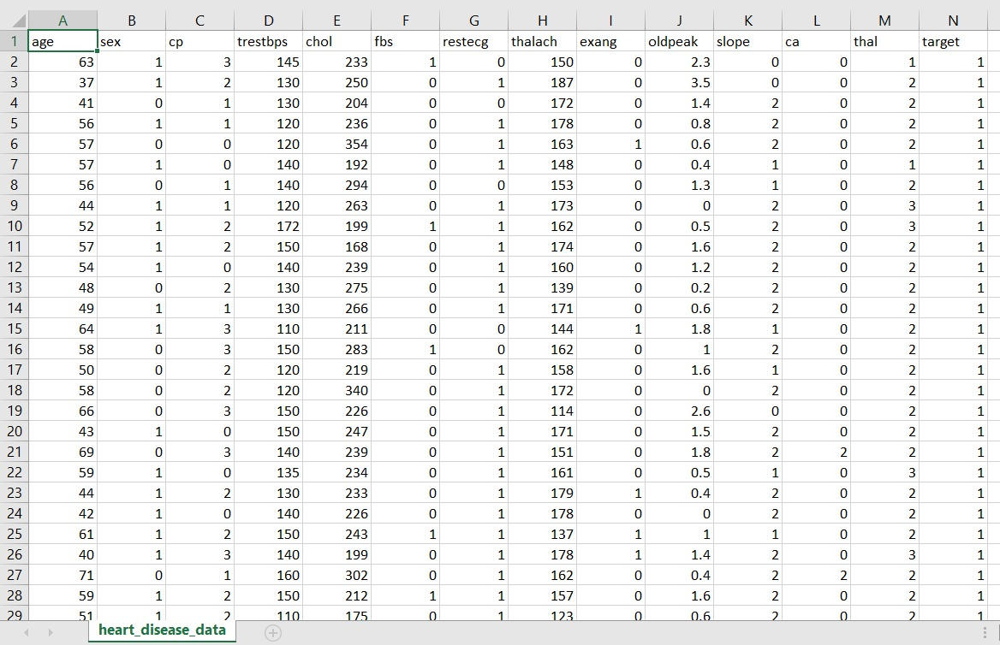 A B C D E F G H I J K L M N
1 age sex cp trestbps chol fbs restecg thalach exang oldpeak slope ca thal target
2 63 1 3 145 233 1 0 150 0 2.3 0 0 1 1
3 37 1 2 130 250 0 1 187 0 3.5 0 0 2 1
4 41 0 1 130 204 0 0 172 0 1.4 2 0 2 1
5 56 1 1 120 236 0 1 178 0 0.8 2 0 2 1
6 57 0 0 120 354 0 1 163 1 0.6 2 0 2 1
7 57 1 0 140 192 0 1 148 0 0.4 1 0 1 1
8 56 0 1 140 294 0 0 153 0 1.3 1 0 2 1
9 44 1 1 120 263 0 1 173 0 0 2 0 3 1
10 52 1 2 172 199 1 1 162 0 0.5 2 0 3 1
11 57 1 2 150 168 0 1 174 0 1.6 2 0 2 1
12 54 1 0 140 239 0 1 160 0 1.2 2 0 2 1
13 48 0 2 130 275 0 1 139 0 0.2 2 0 2 1
14 49 1 1 130 266 0 1 171 0 0.6 2 0 2 1
15 64 1 3 110 211 0 0 144 1 1.8 1 0 2 1
16 58 0 3 150 283 1 0 162 0 1 2 0 2 1
17 50 0 2 120 219 0 1 158 0 1.6 1 0 2 1
18 58 0 2 120 340 0 1 172 0 0 2 0 2 1
19 66 0 3 150 226 0 1 114 0 2.6 0 0 2 1
20 43 1 0 150 247 0 1 171 0 1.5 2 0 2 1
21 69 0 3 140 239 0 1 151 0 1.8 2 2 2 1
22 59 1 0 135 234 0 1 161 0 0.5 1 0 3 1
23 44 1 2 130 233 0 1 179 1 0.4 2 0 2 1
24 42 1 0 140 226 0 1 178 0 0 2 0 2 1
25 61 1 2 150 243 1 1 137 1 1 1 0 2 1
26 40 1 3 140 199 0 1 178 1 1.4 2 0 3 1
27 71 0 1 160 302 0 1 162 0 0.4 2 2 2 1
28 59 1 2 150 212 1 1 157 0 1.6 2 0 2 1
29 51 1 2 110 175 0 1 123 0 0.6 2 0 2 1
heart_disease_data